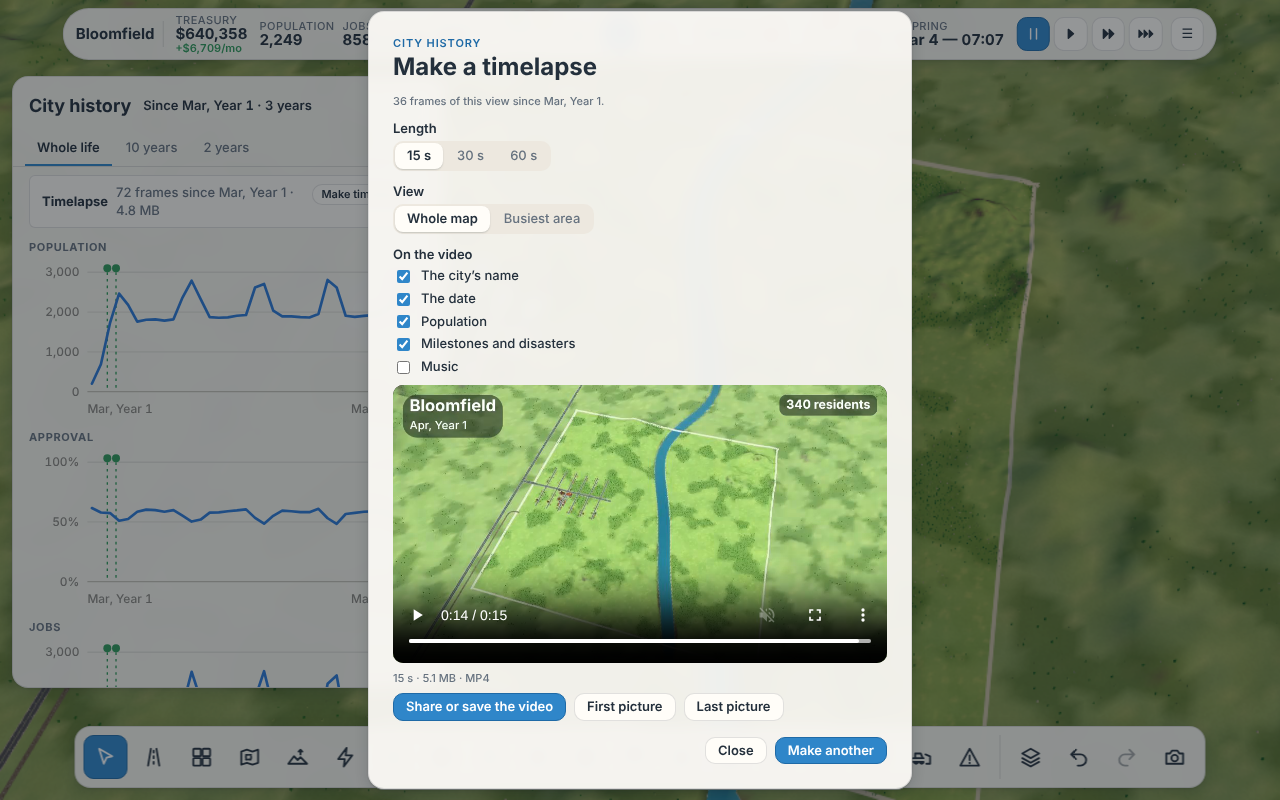 Bloomfield
TREASURY
$640,358
+$6,709/mo
POPULATION
2,249
JOBS
858
PRING
ar 4 — 07:07
City history
Since Mar, Year 1 · 3 years
Whole life
10 years
2 years
Timelapse
72 frames since Mar, Year 1 ·
4.8 MB
Make tim
POPULATION
3,000
2,000
1,000
0
Mar, Year 1
Ma
APPROVAL
100%
50%
0%
Mar, Year 1
Ma
JOBS
3,000
CITY HISTORY
Make a timelapse
36 frames of this view since Mar, Year 1.
Length
15 s
30 s
60 s
View
Whole map
Busiest area
On the video
The city’s name
The date
Population
Milestones and disasters
Music
Bloomfield
Apr, Year 1
340 residents
0:14 / 0:15
15 s · 5.1 MB · MP4
Share or save the video
First picture
Last picture
Close
Make another